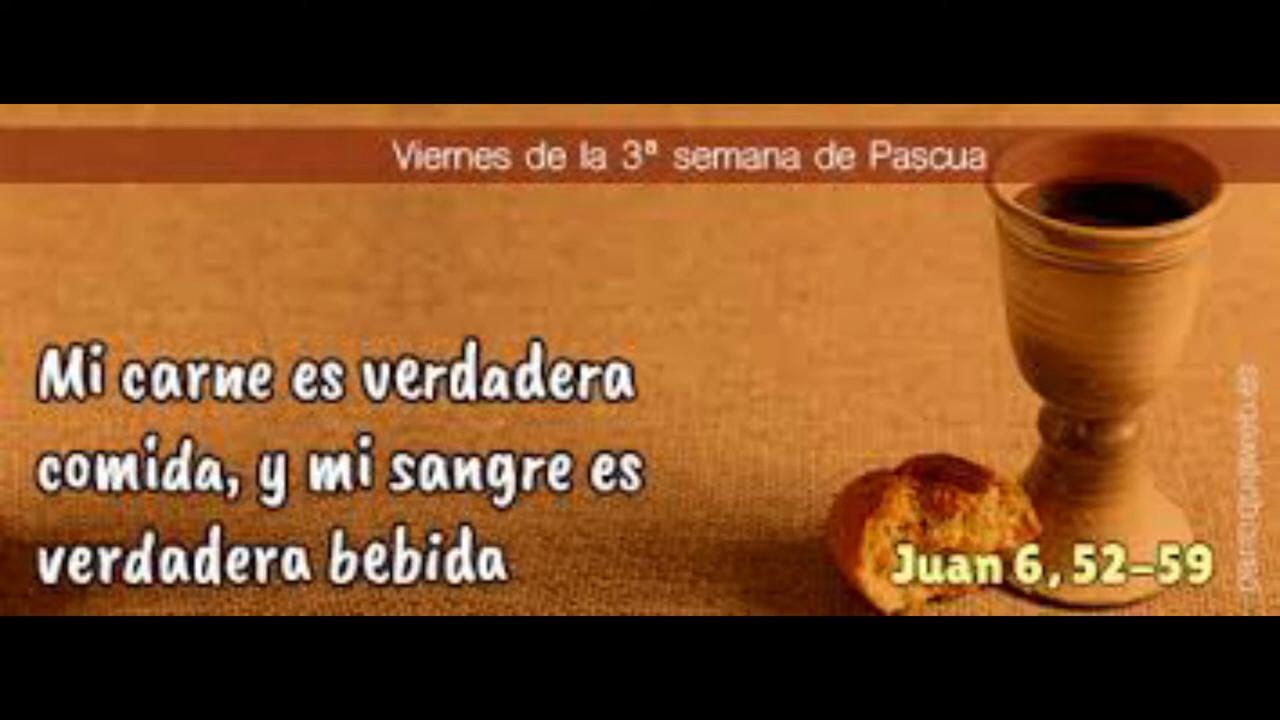 Viernes de la 3ª semana de Pascua
Mi carne es verdadera
comida, y mi sangre es
verdadera bebida
Juan 6, 52-59